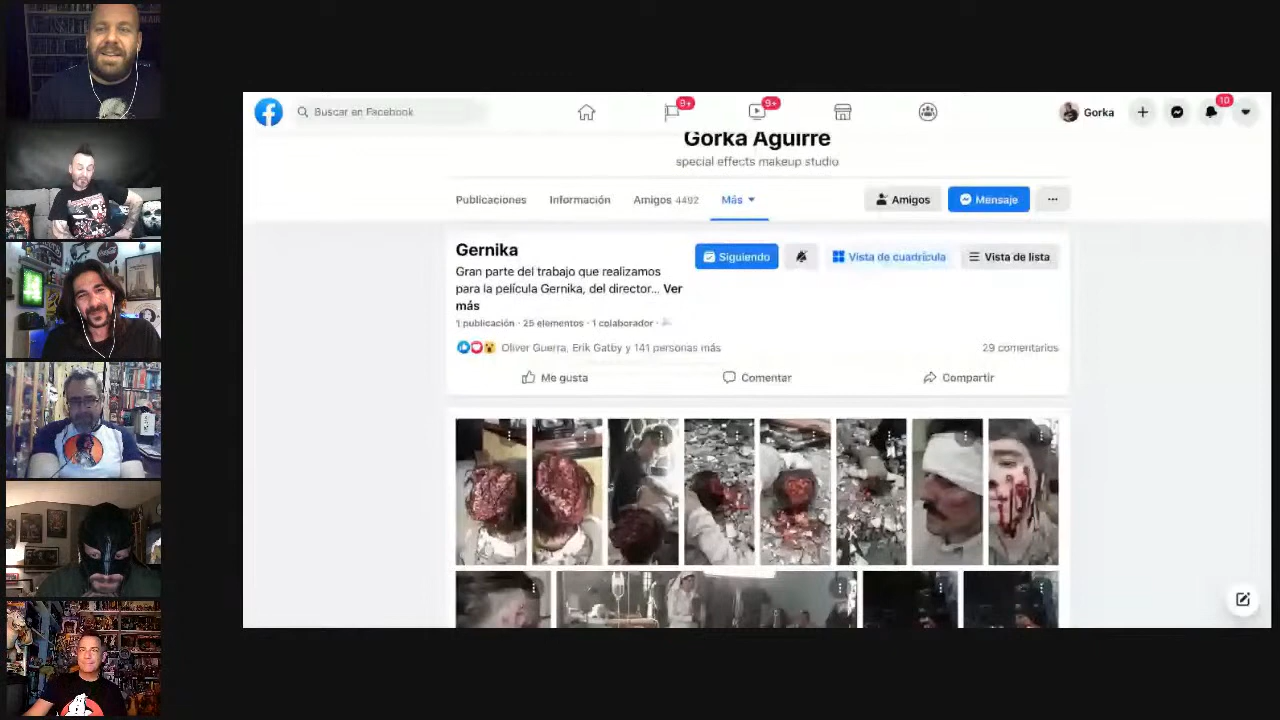 Buscar en Facebook
9+
9+
Gorka
10
Gorka Aguirre
special effects makeup studio
Publicaciones
Información
Amigos 4492
Más
Amigos
Mensaje
Gernika
Siguiendo
Vista de cuadrícula
Vista de lista
Gran parte del trabajo que realizamos
para la película Gernika, del director... Ver
más
1 publicación · 25 elementos · 1 colaborador ·
Oliver Guerra, Erik Gatby y 141 personas más
29 comentarios
Me gusta
Comentar
Compartir